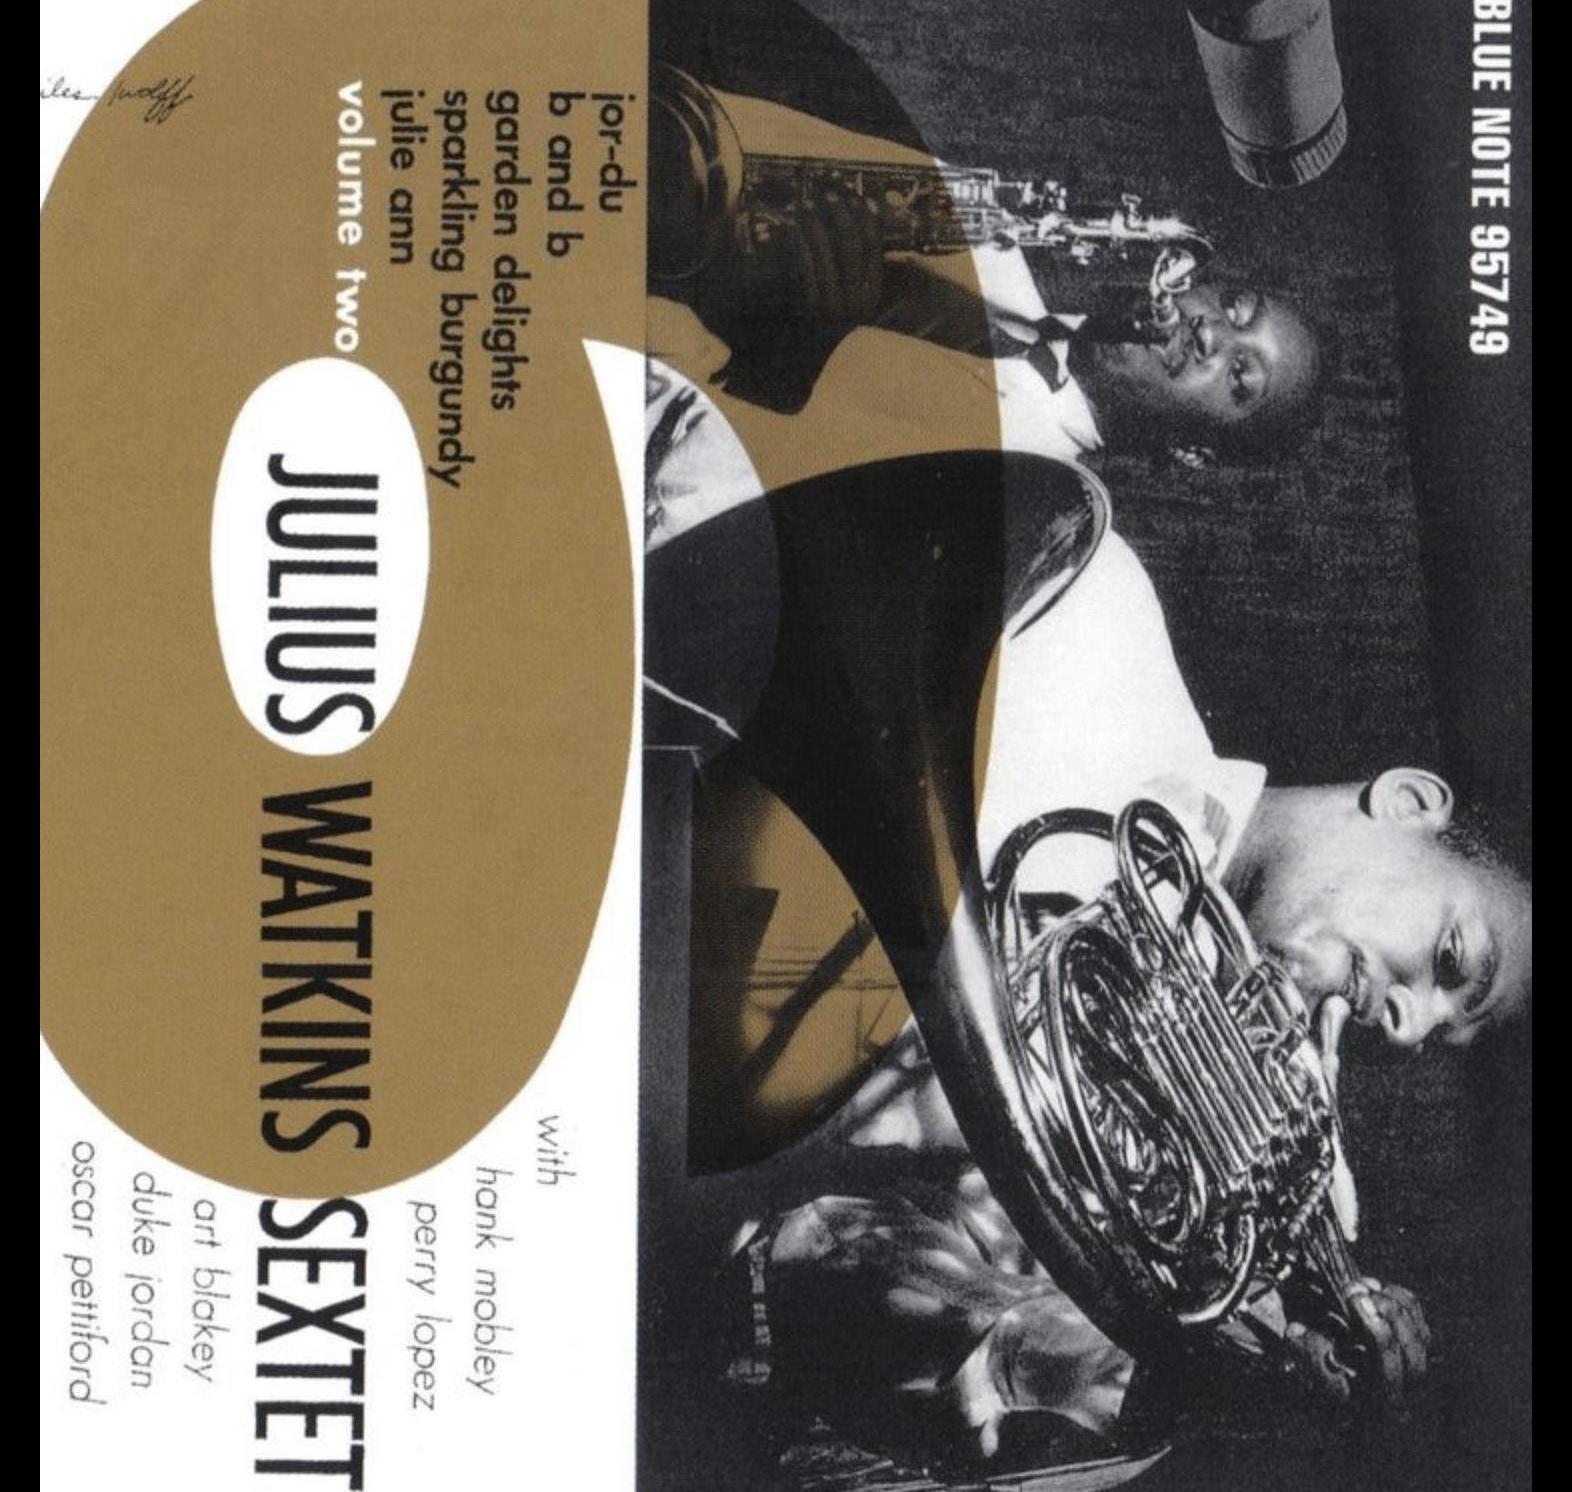 BLUE NOTE 95749
jor-du
b and b
garden delights
sparkling burgundy
julie ann
volume two
JULIUS WATKINS SEXTET
with
hank mobley
perry lopez
art blakey
duke jordan
oscar pettiford
wolff